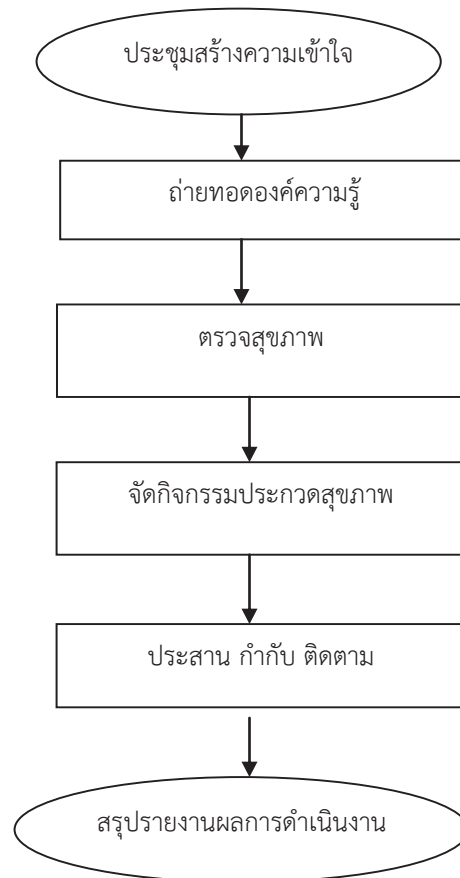 ประชุมสร้างความเข้าใจ
ถ่ายทอดองค์ความรู้
ตรวจสุขภาพ
จัดกิจกรรมประกวดสุขภาพ
ประสาน กำกับ ติดตาม
สรุปรายงานผลการดำเนินงาน